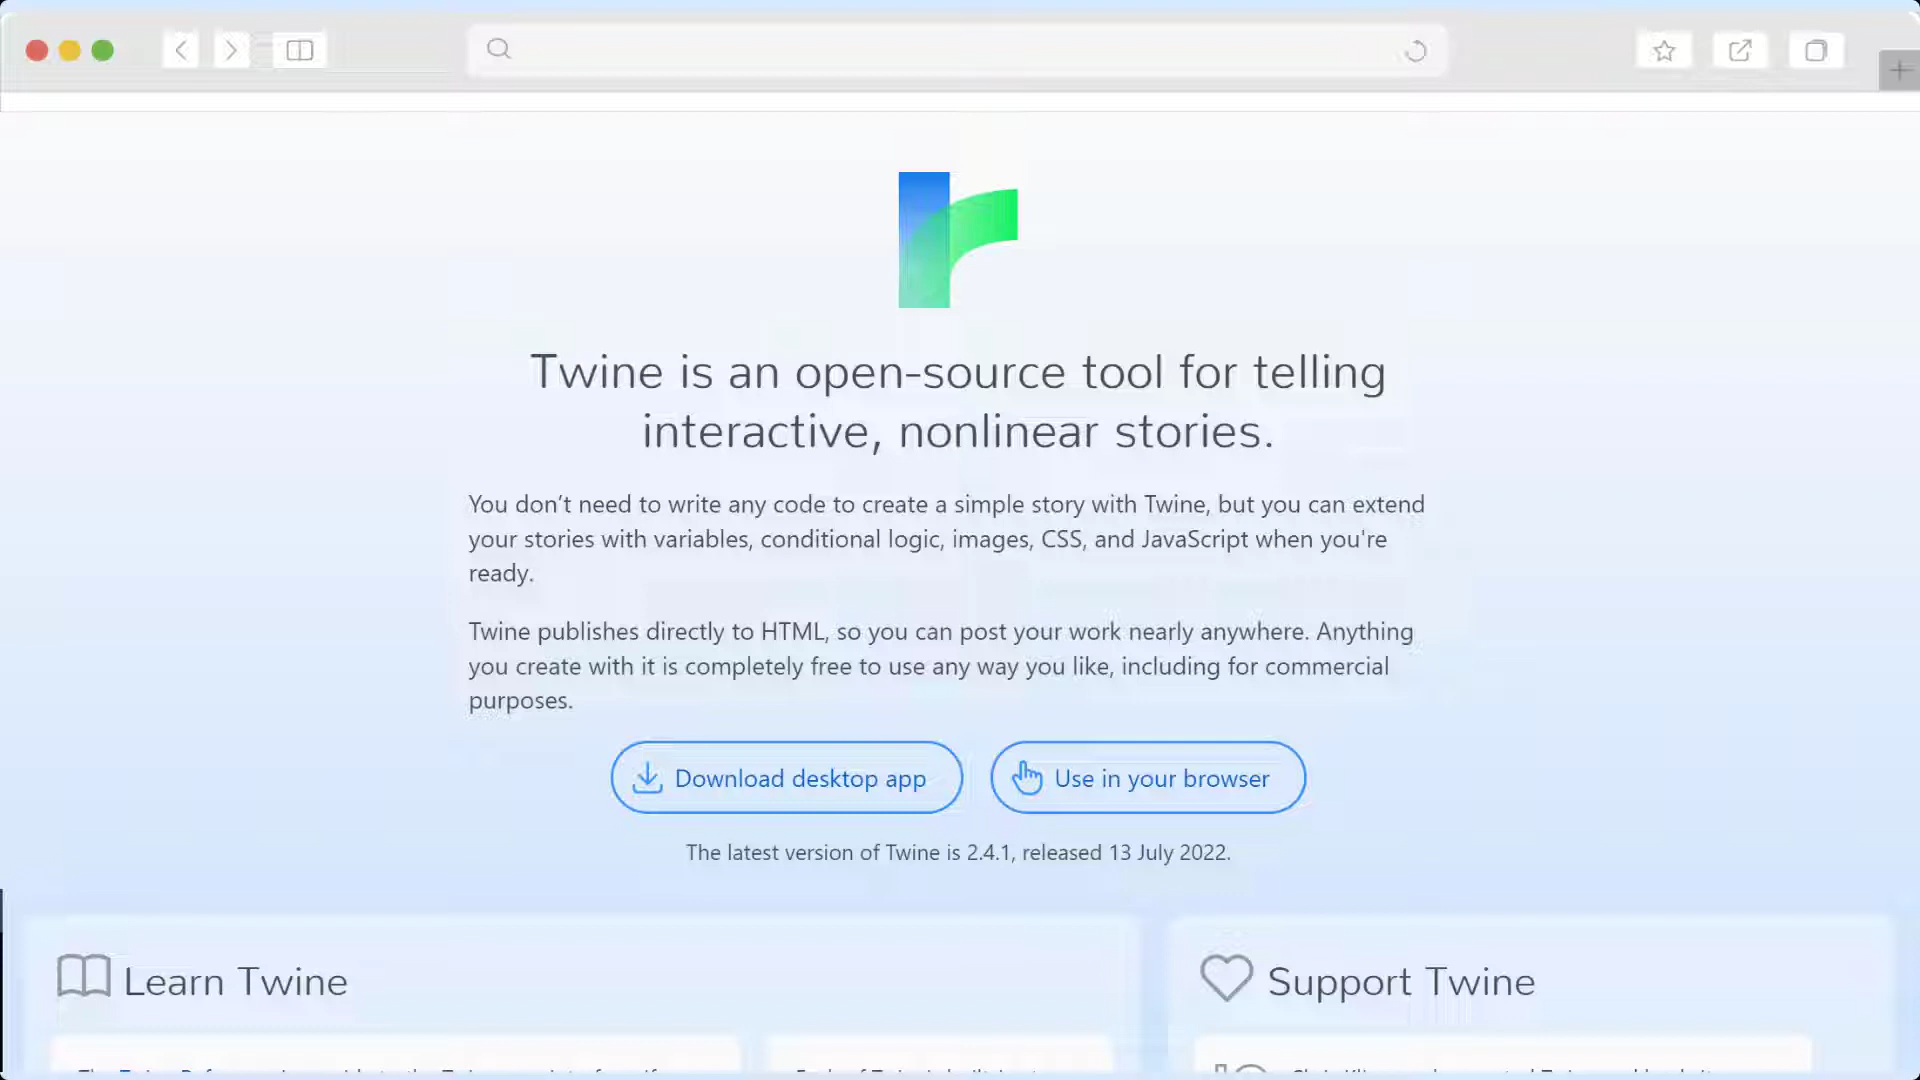 Twine is an open-source tool for telling
interactive, nonlinear stories.
You don’t need to write any code to create a simple story with Twine, but you can extend
your stories with variables, conditional logic, images, CSS, and JavaScript when you're
ready.
Twine publishes directly to HTML, so you can post your work nearly anywhere. Anything
you create with it is completely free to use any way you like, including for commercial
purposes.
Download desktop app
Use in your browser
The latest version of Twine is 2.4.1, released 13 July 2022.
Learn Twine
Support Twine